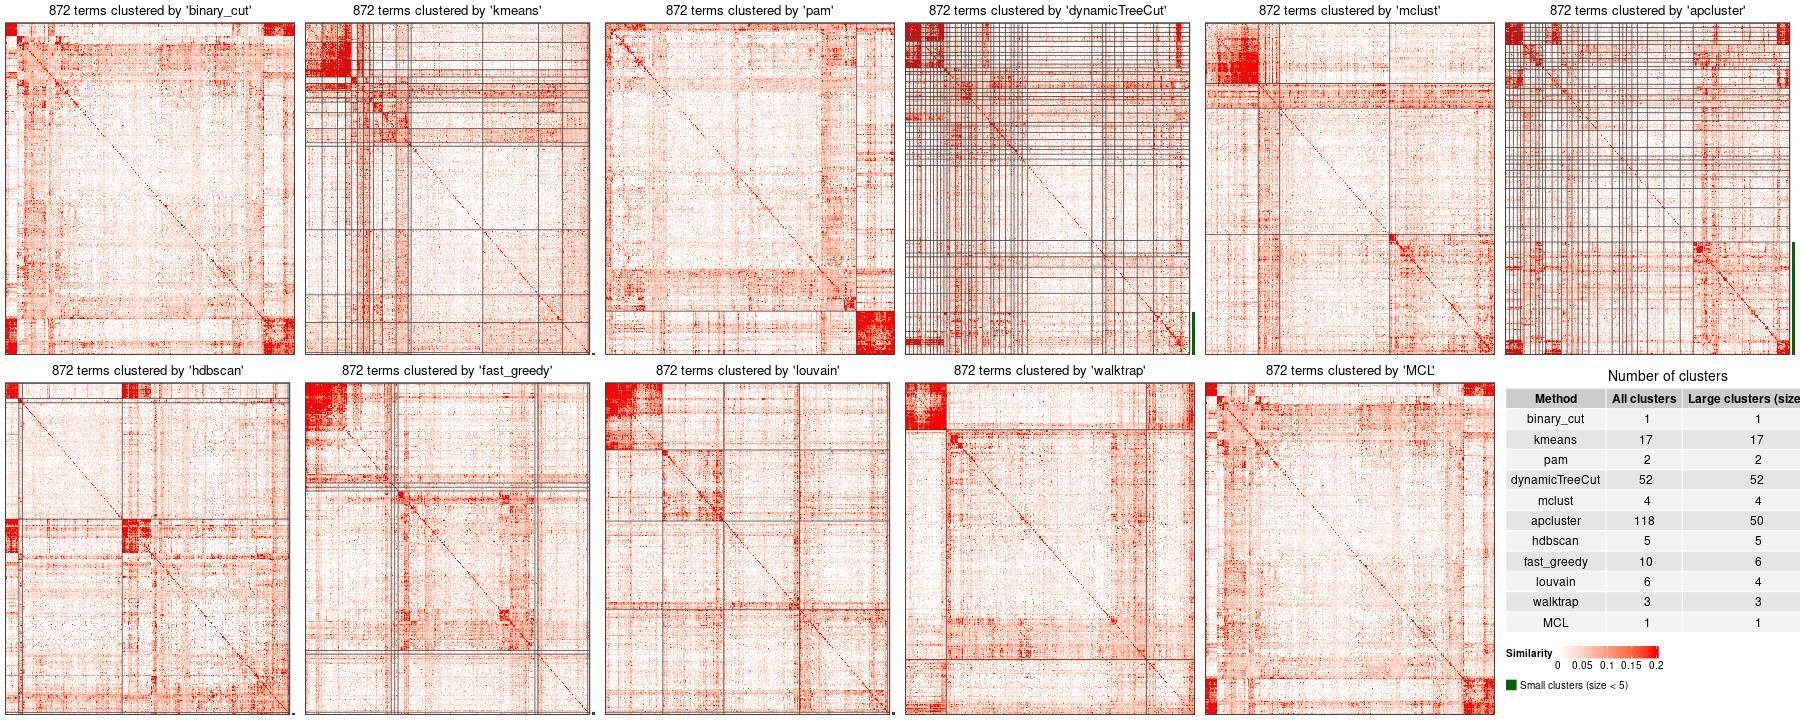 872 terms clustered by 'binary_cut'
872 terms clustered by 'kmeans'
872 terms clustered by 'pam'
872 terms clustered by 'dynamicTreeCut'
872 terms clustered by 'mclust'
872 terms clustered by 'apcluster'
872 terms clustered by 'hdbscan'
872 terms clustered by 'fast_greedy'
872 terms clustered by 'louvain'
872 terms clustered by 'walktrap'
872 terms clustered by 'MCL'
Number of clusters
Method All clusters Large clusters (size
binary_cut 1 1
kmeans 17 17
pam 2 2
dynamicTreeCut 52 52
mclust 4 4
apcluster 118 50
hdbscan 5 5
fast_greedy 10 6
louvain 6 4
walktrap 3 3
MCL 1 1
Similarity
0 0.05 0.1 0.15 0.2
Small clusters (size < 5)